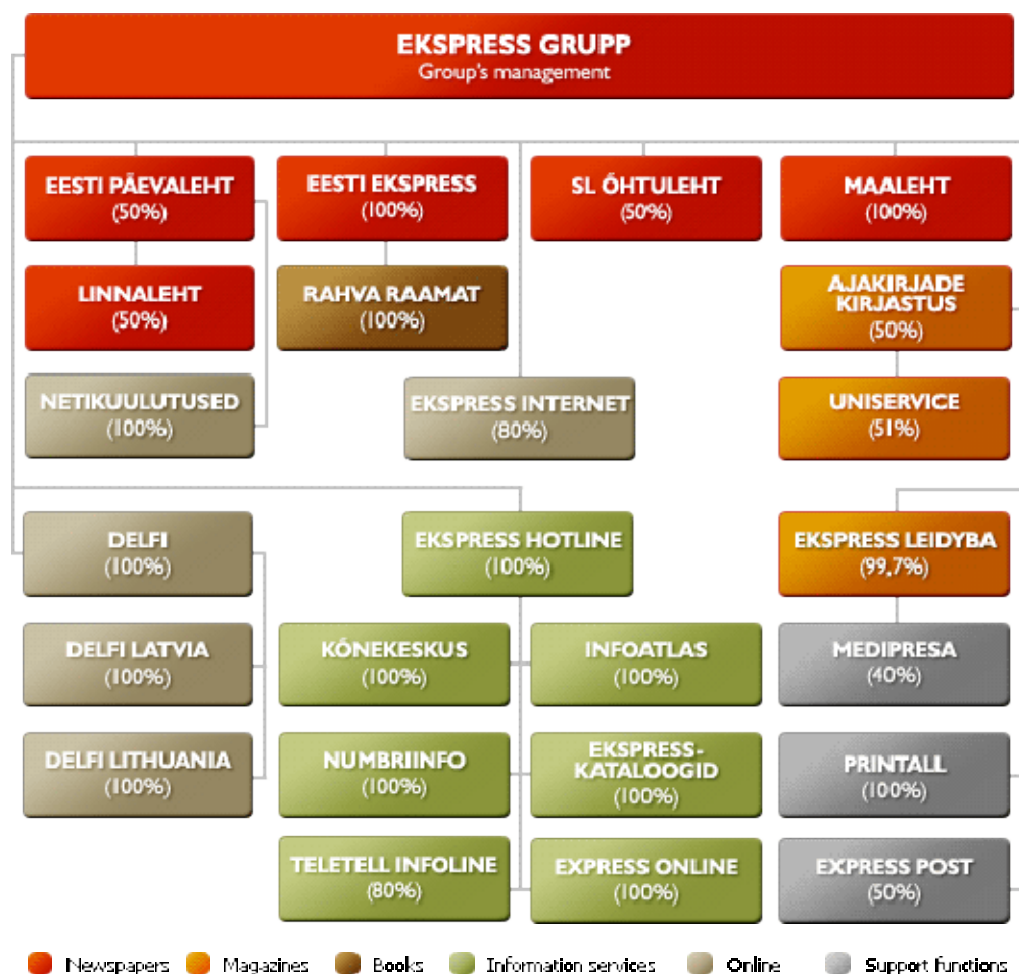 EKSPRESS GRUPP
Group's management
EESTI PÄEVALEHT
(50%)
EESTI EKSPRESS
(100%)
SL ÕHTULEHT
(50%)
MAALEHT
(100%)
LINNALEHT
(50%)
RAHVA RAAMAT
(100%)
AJAKIRJADE
KIRJASTUS
(50%)
NETIKUULUTUSED
(100%)
EKSPRESS INTERNET
(80%)
UNISERVICE
(51%)
DELFI
(100%)
EKSPRESS HOTLINE
(100%)
EKSPRESS LEIDYBA
(99,7%)
DELFI LATVIA
(100%)
KÕNEKESKUS
(100%)
INFOATLAS
(100%)
MEDIPRESA
(40%)
DELFI LITHUANIA
(100%)
NUMBRIINFO
(100%)
EKSPRESS-
KATALOOGID
(100%)
PRINTALL
(100%)
TELETELL INFOLINE
(80%)
EXPRESS ONLINE
(100%)
EXPRESS POST
(50%)
Newspapers Magazines Books Information services Online Support functions